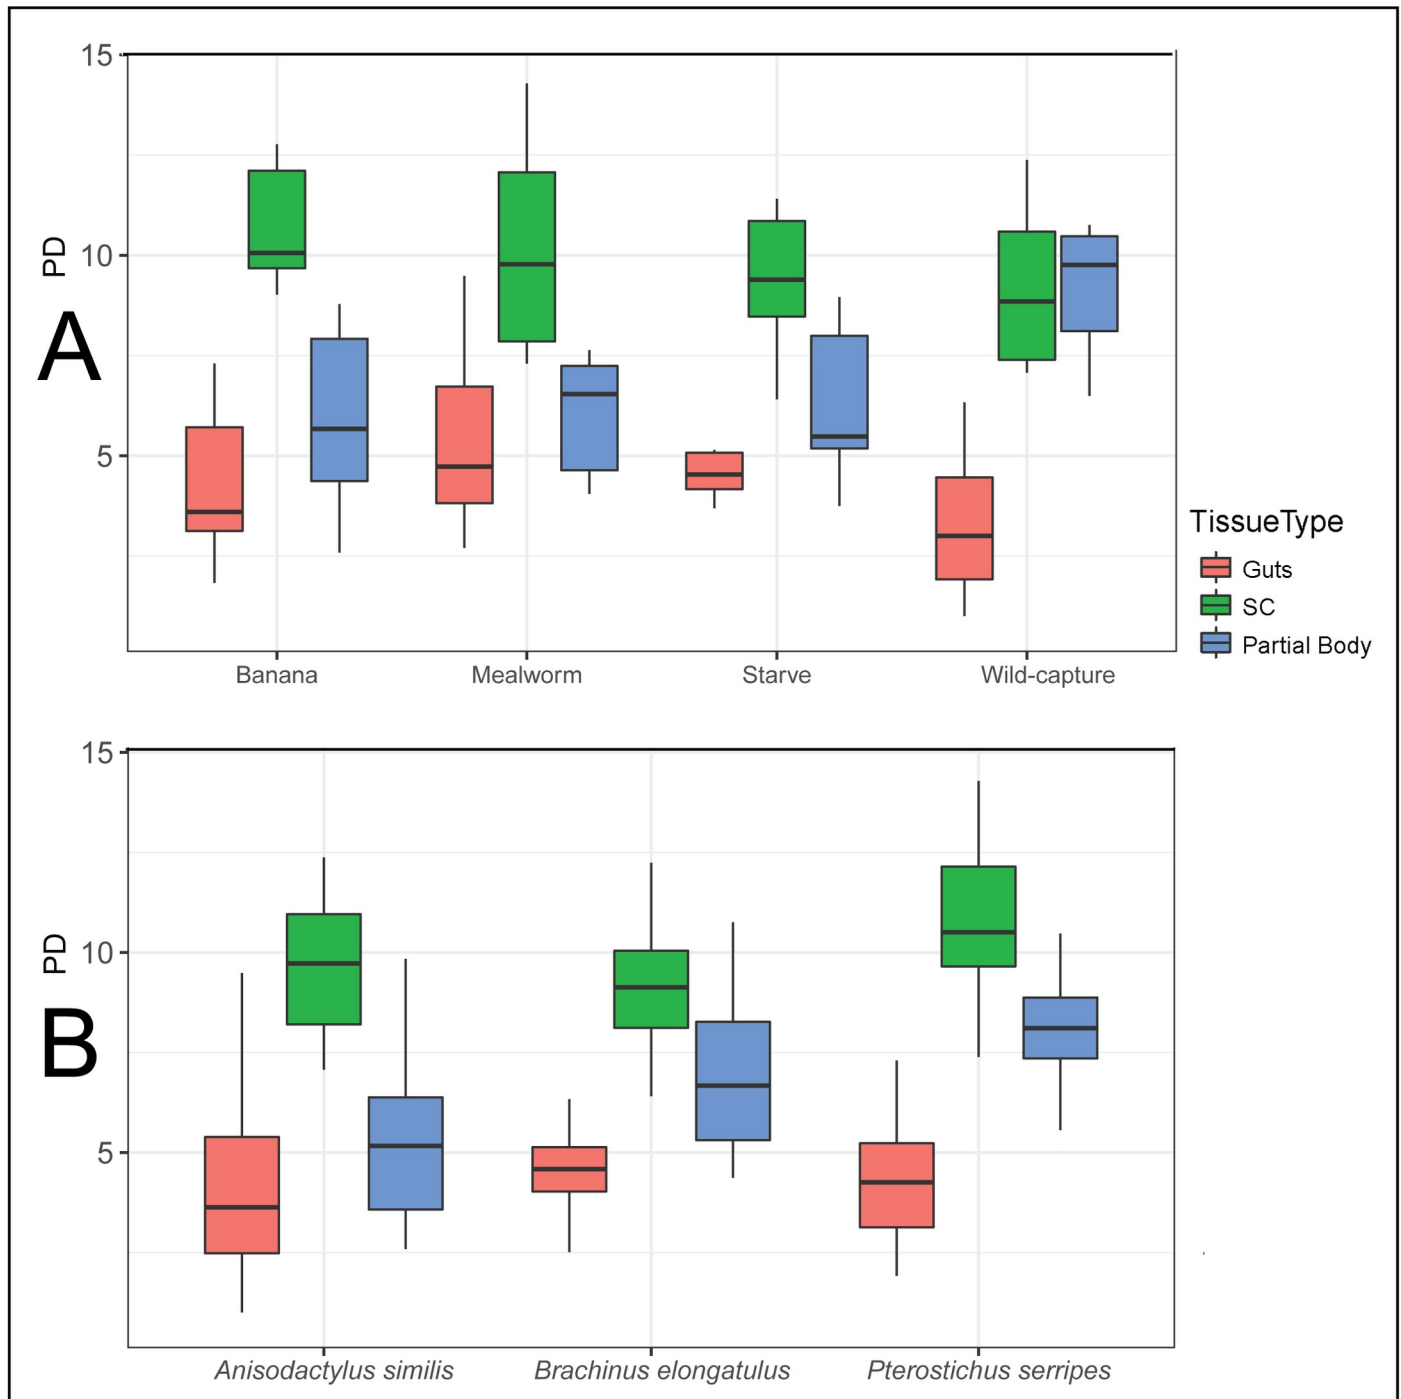 15
PD
10
A
5
TissueType
Guts
SC
Partial Body
Banana Mealworm Starve Wild-capture
15
PD
10
B
5
Anisodactylus similis Brachinus elongatulus Pterostichus serripes